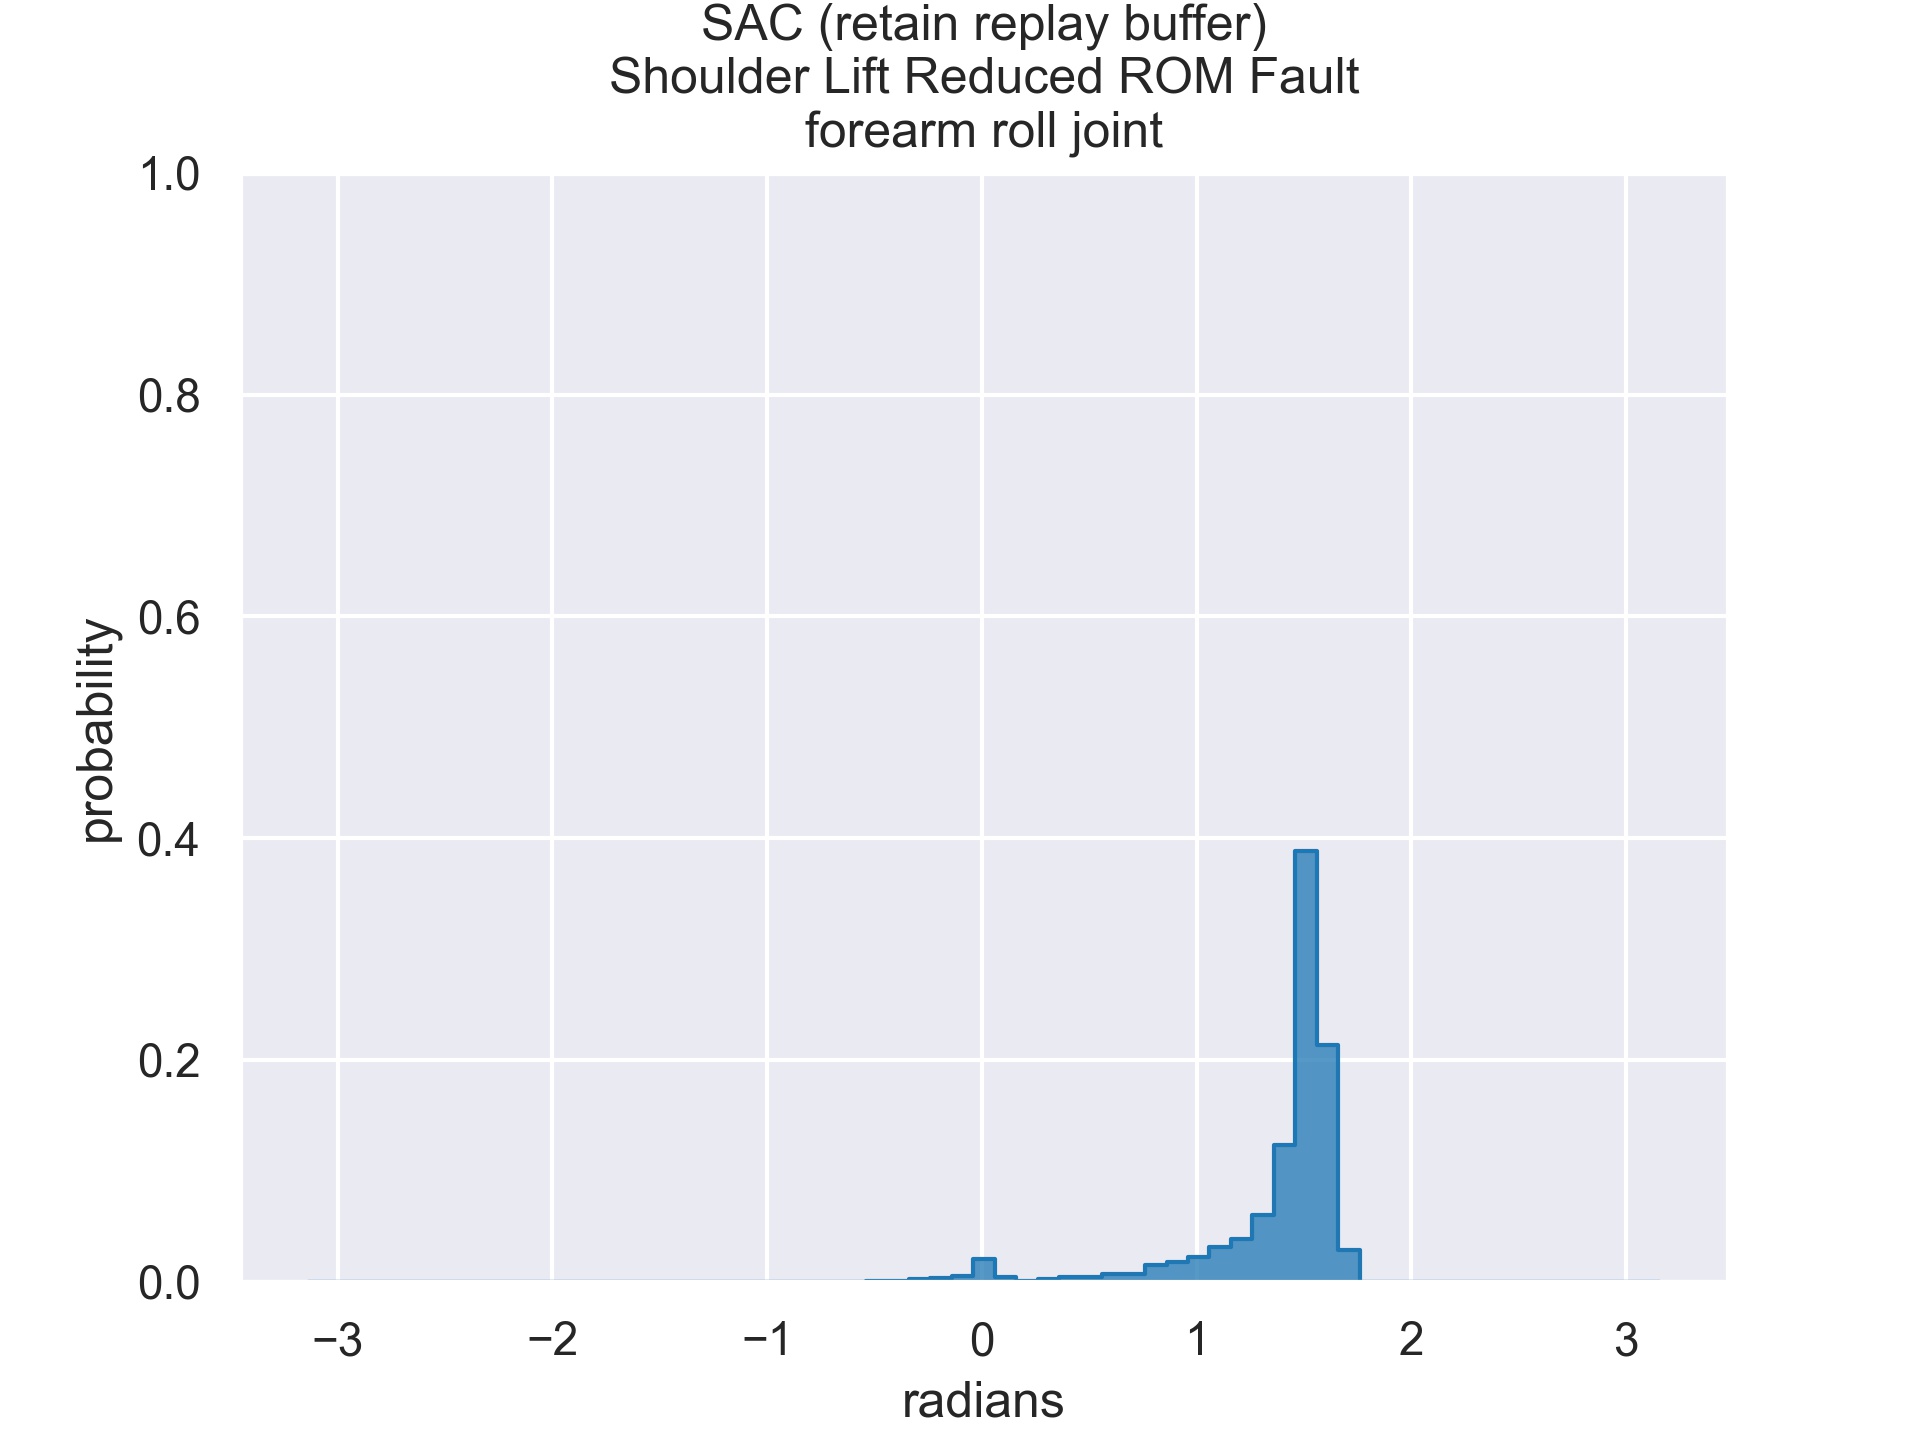 SAC (retain replay buffer)
Shoulder Lift Reduced ROM Fault
forearm roll joint
1.0
0.8
0.6
0.4
0.2
0.0
probability
−3
−2
−1
0
1
2
3
radians